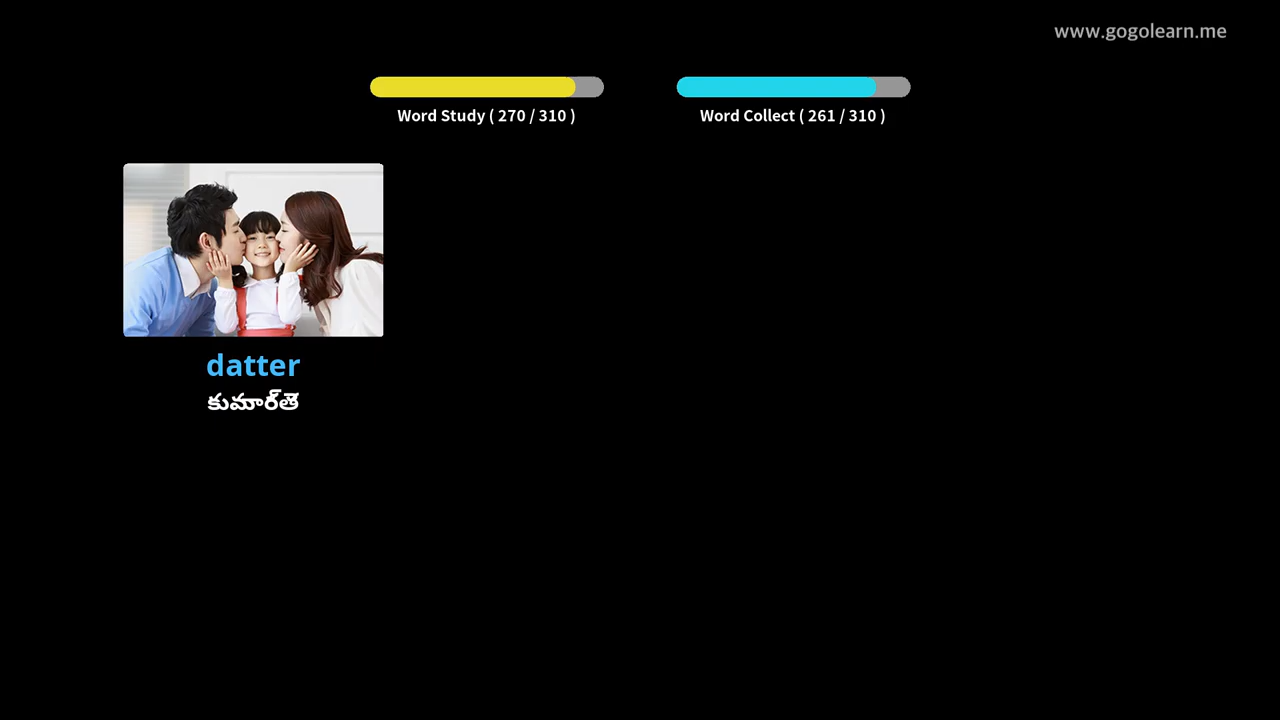 www.gogolearn.me
Word Study ( 270 / 310 )
Word Collect ( 261 / 310 )
datter
కుమార్తె